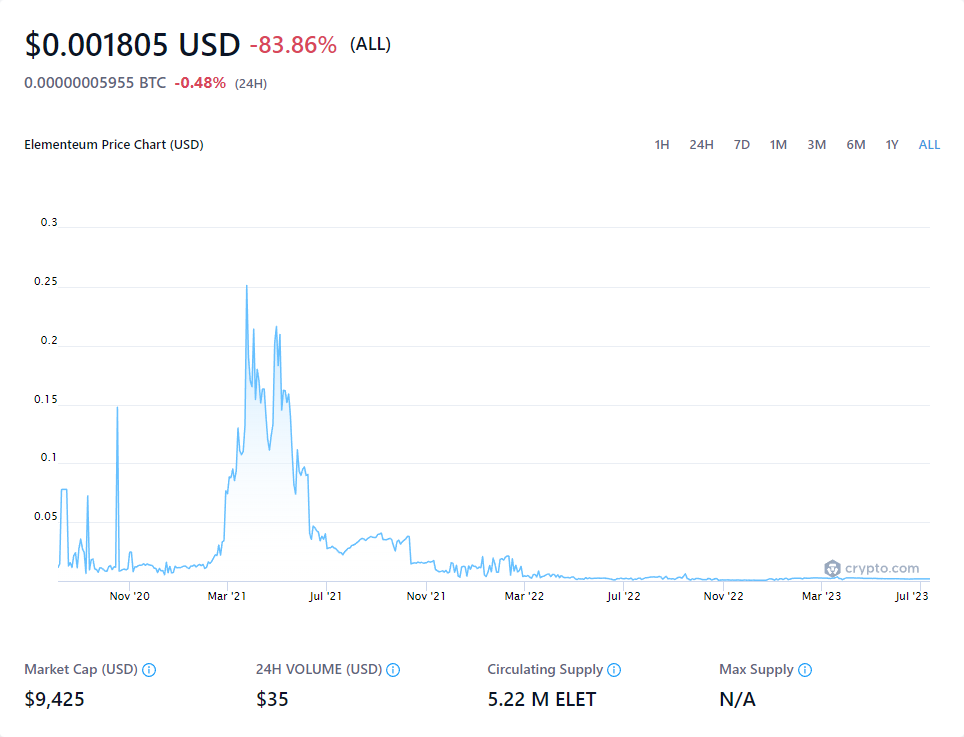 $0.001805 USD -83.86% (ALL)
0.00000005955 BTC -0.48% (24H)
Elementeum Price Chart (USD) 1H 24H 7D 1M 3M 6M 1Y ALL
0.3
0.25
0.2
0.15
0.1
0.05
crypto.com
Nov '20 Mar '21 Jul '21 Nov '21 Mar '22 Jul '22 Nov '22 Mar '23 Jul '23
Market Cap (USD) 24H VOLUME (USD) Circulating Supply Max Supply
$9,425 $35 5.22 M ELET N/A